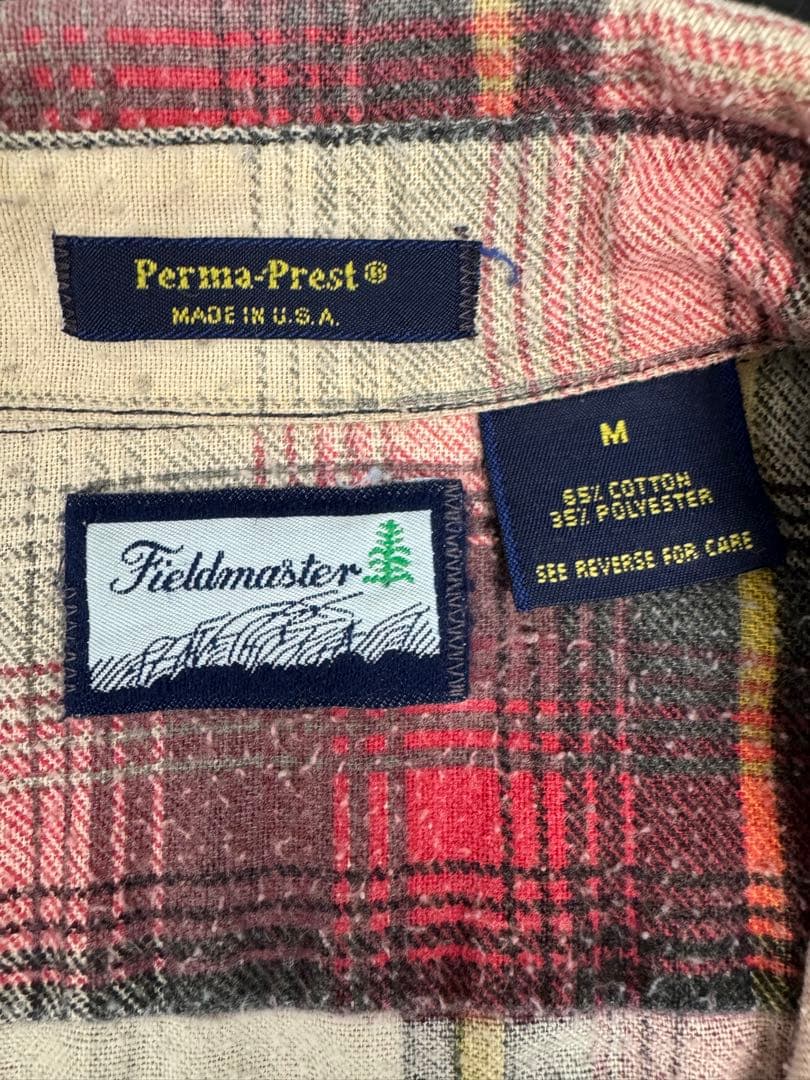 Perma-Prest®
MADE IN U.S.A.
M
65% COTTON
35% POLYESTER
SEE REVERSE FOR CARE
Fieldmaster